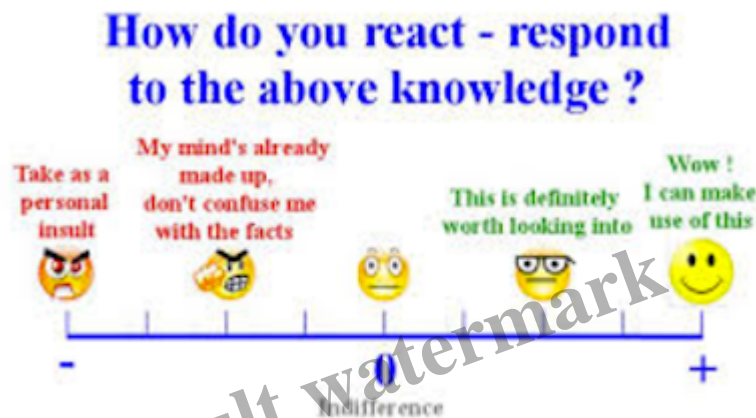 How do you react - respond
to the above knowledge ?
Take as a
personal
insult
My mind's already
made up,
don't confuse me
with the facts
This is definitely
worth looking into
Wow !
I can make
use of this
- 0 +
Indifference
lt watermark